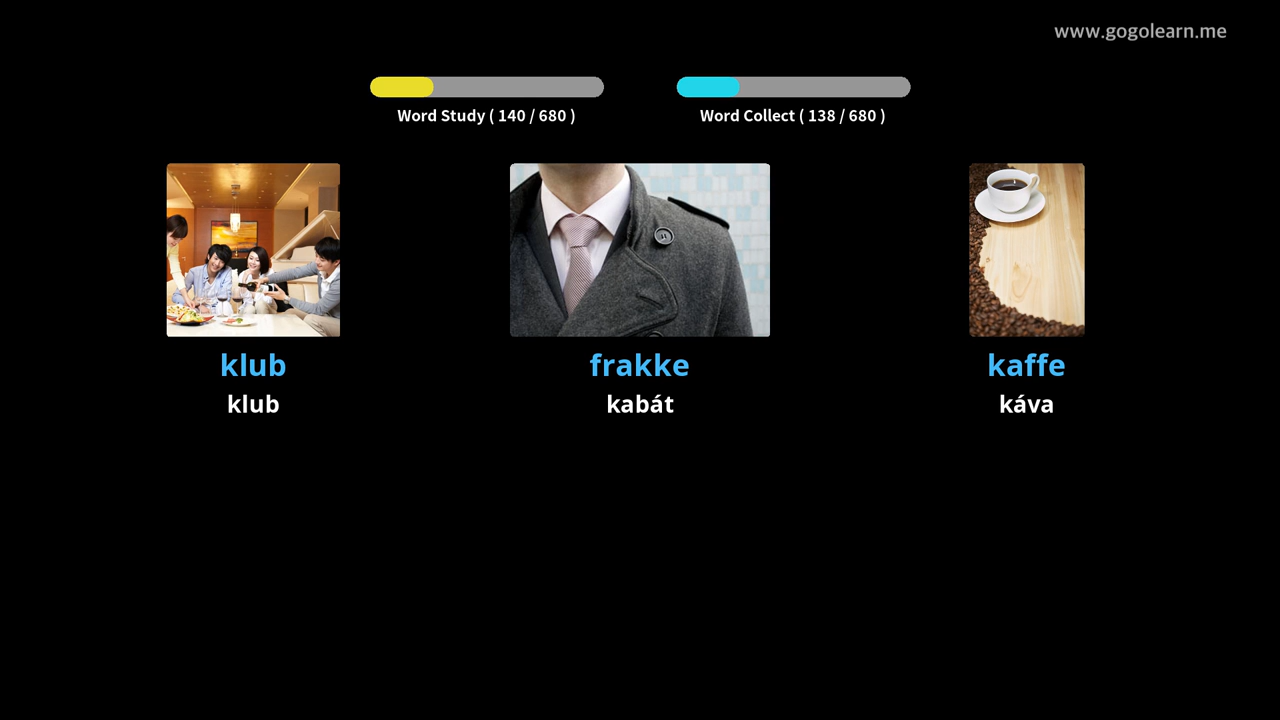 www.gogolearn.me
Word Study ( 140 / 680 )
Word Collect ( 138 / 680 )
klub
klub
frakke
kabát
kaffe
káva